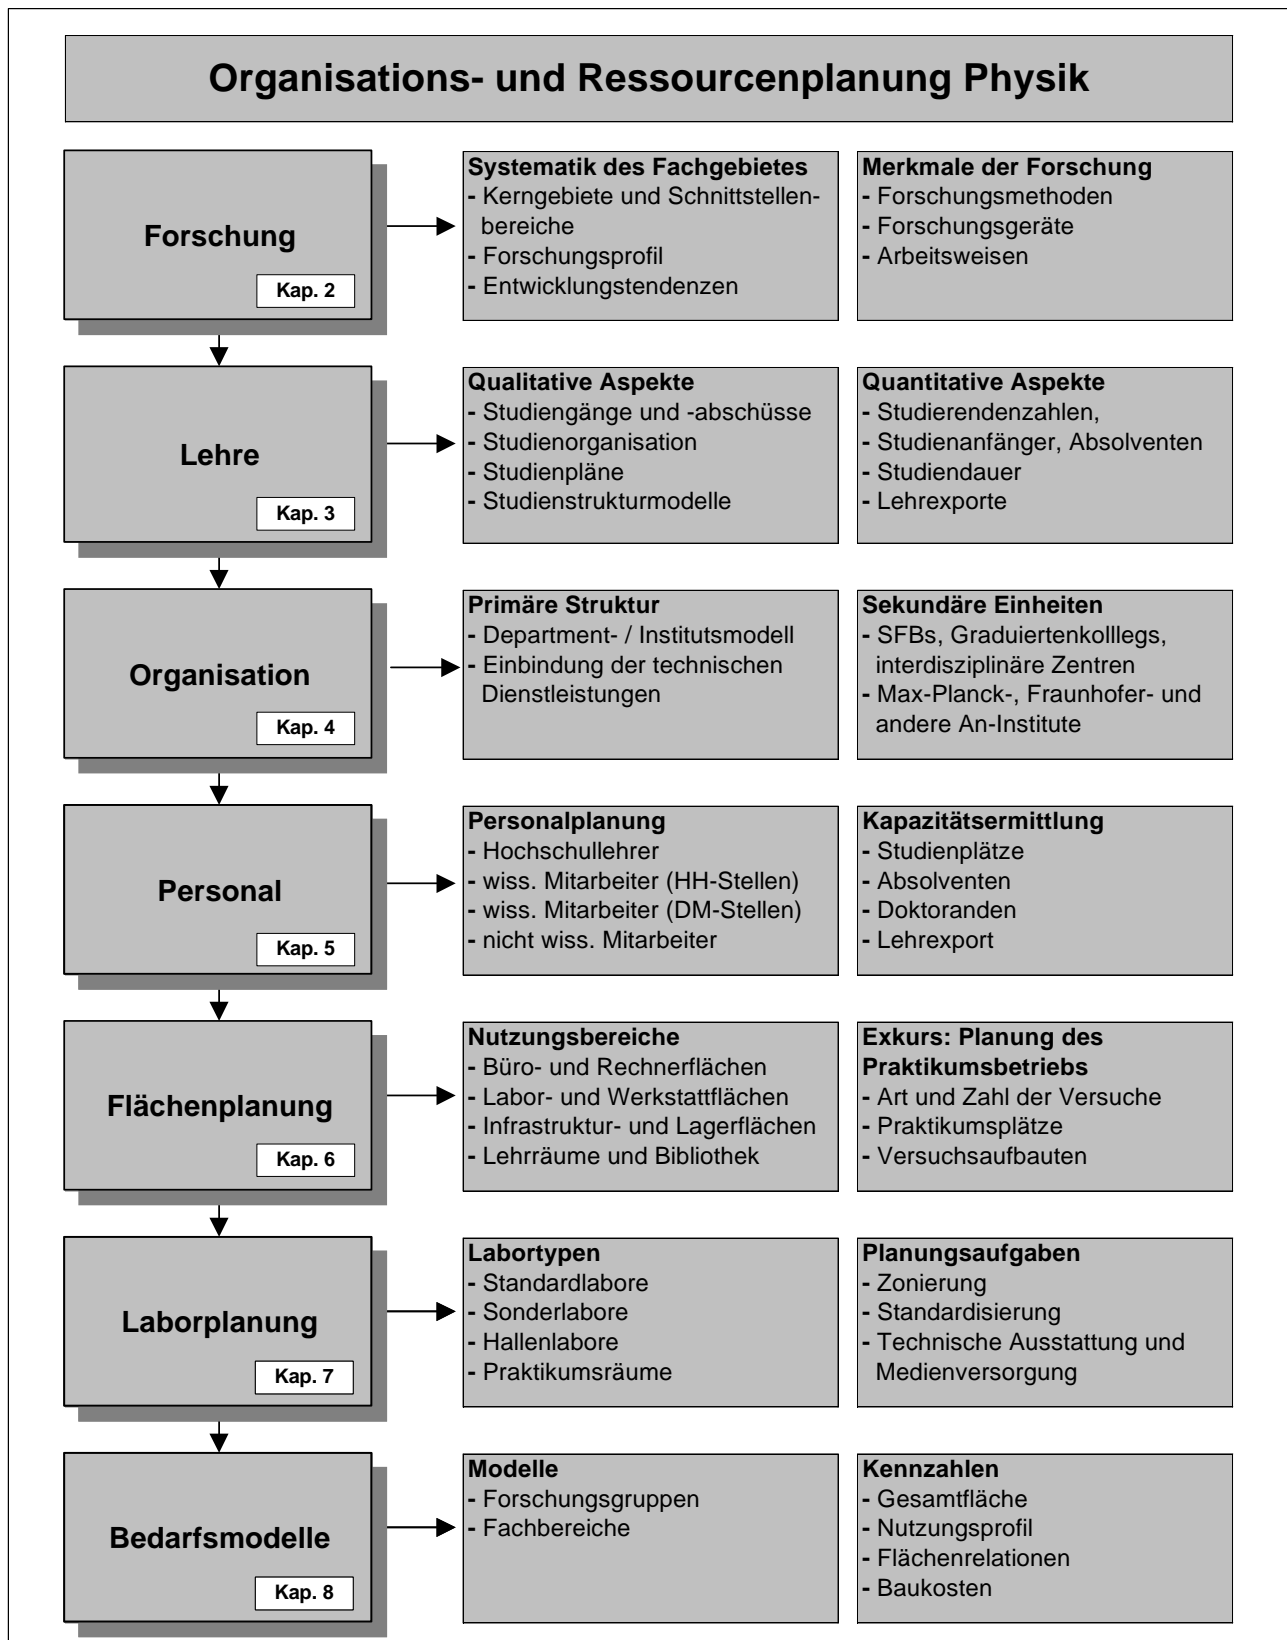 Organisations- und Ressourcenplanung Physik
Forschung
Kap. 2
Systematik des Fachgebietes
- Kerngebiete und Schnittstellen-
bereiche
- Forschungsprofil
- Entwicklungstendenzen
Merkmale der Forschung
- Forschungsmethoden
- Forschungsgeräte
- Arbeitsweisen
Lehre
Kap. 3
Qualitative Aspekte
- Studiengänge und -abschüsse
- Studienorganisation
- Studienpläne
- Studienstrukturmodelle
Quantitative Aspekte
- Studierendenzahlen,
- Studienanfänger, Absolventen
- Studiendauer
- Lehrexporte
Organisation
Kap. 4
Primäre Struktur
- Department- / Institutsmodell
- Einbindung der technischen
Dienstleistungen
Sekundäre Einheiten
- SFBs, Graduiertenkolllegs,
interdisziplinäre Zentren
- Max-Planck-, Fraunhofer- und
andere An-Institute
Personal
Kap. 5
Personalplanung
- Hochschullehrer
- wiss. Mitarbeiter (HH-Stellen)
- wiss. Mitarbeiter (DM-Stellen)
- nicht wiss. Mitarbeiter
Kapazitätsermittlung
- Studienplätze
- Absolventen
- Doktoranden
- Lehrexport
Flächenplanung
Kap. 6
Nutzungsbereiche
- Büro- und Rechnerflächen
- Labor- und Werkstattflächen
- Infrastruktur- und Lagerflächen
- Lehrräume und Bibliothek
Exkurs: Planung des
Praktikumsbetriebs
- Art und Zahl der Versuche
- Praktikumsplätze
- Versuchsaufbauten
Laborplanung
Kap. 7
Labortypen
- Standardlabore
- Sonderlabore
- Hallenlabore
- Praktikumsräume
Planungsaufgaben
- Zonierung
- Standardisierung
- Technische Ausstattung und
Medienversorgung
Bedarfsmodelle
Kap. 8
Modelle
- Forschungsgruppen
- Fachbereiche
Kennzahlen
- Gesamtfläche
- Nutzungsprofil
- Flächenrelationen
- Baukosten